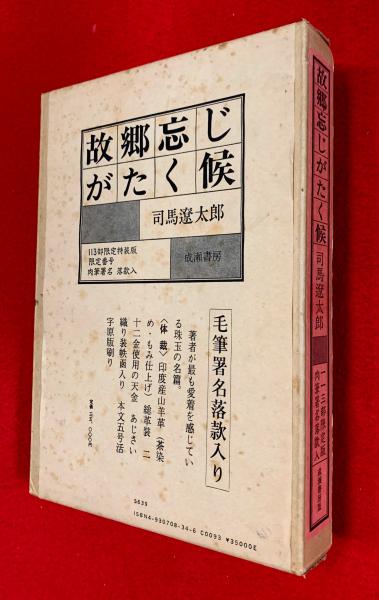 故郷忘じ
がたく候
司馬遼太郎
113部限定特装版
限定番号
肉筆署名 落款入
成瀬書房
毛筆署名落款入り
著者が最も愛着を感じてい
る珠玉の名篇。
〈体 裁〉印度産山羊革(茶染
め・もみ仕上げ)総革装 二
十二金使用の天金 あじさい
織り装帙函入り 本文五号活
字原版刷り
定価
S639
ISBN4-930708-34-6 C0093 ¥35000E
故郷忘じがたく候
司馬遼太郎
一一三部限定版
肉筆署名落款入
成瀬書房